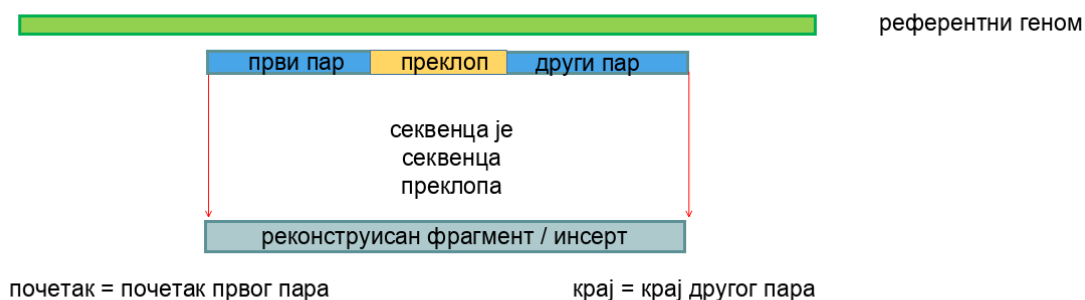 референтни геном
први пар
преклоп
други пар
секвенца је
секвенца
преклопа
реконструисан фрагмент / инсерт
почетак = почетак првог пара
крај = крај другог пара